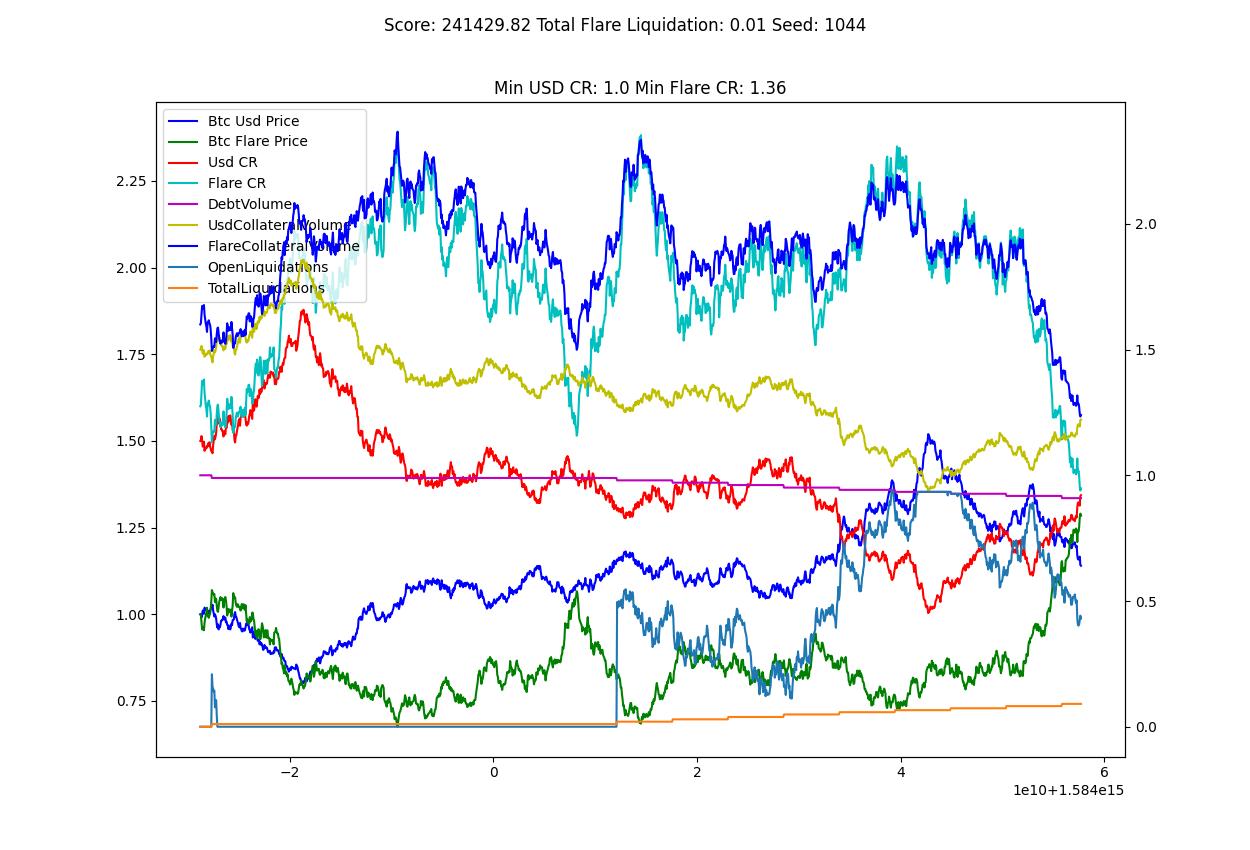 Score: 241429.82 Total Flare Liquidation: 0.01 Seed: 1044
Min USD CR: 1.0 Min Flare CR: 1.36
Btc Usd Price
Btc Flare Price
Usd CR
Flare CR
DebtVolume
UsdCollateralVolume
FlareCollateralVolume
OpenLiquidations
TotalLiquidations
2.25
2.00
1.75
1.50
1.25
1.00
0.75
2.0
1.5
1.0
0.5
0.0
−2 0 2 4 6
1e10+1.584e15